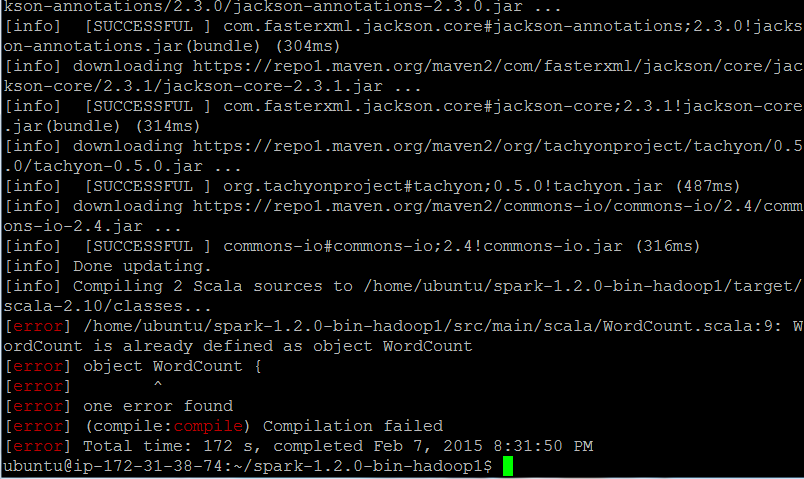 kson-annotations/2.3.0/jackson-annotations-2.3.0.jar ...
[info]  [SUCCESSFUL ] com.fasterxml.jackson.core#jackson-annotations;2.3.0!jacks
on-annotations.jar(bundle) (304ms)
[info] downloading https://repo1.maven.org/maven2/com/fasterxml/jackson/core/jac
kson-core/2.3.1/jackson-core-2.3.1.jar ...
[info]  [SUCCESSFUL ] com.fasterxml.jackson.core#jackson-core;2.3.1!jackson-core
.jar(bundle) (314ms)
[info] downloading https://repo1.maven.org/maven2/org/tachyonproject/tachyon/0.5
.0/tachyon-0.5.0.jar ...
[info]  [SUCCESSFUL ] org.tachyonproject#tachyon;0.5.0!tachyon.jar (487ms)
[info] downloading https://repo1.maven.org/maven2/commons-io/commons-io/2.4/comm
ons-io-2.4.jar ...
[info]  [SUCCESSFUL ] commons-io#commons-io;2.4!commons-io.jar (316ms)
[info] Done updating.
[info] Compiling 2 Scala sources to /home/ubuntu/spark-1.2.0-bin-hadoop1/target/
scala-2.10/classes...
[error] /home/ubuntu/spark-1.2.0-bin-hadoop1/src/main/scala/WordCount.scala:9: W
ordCount is already defined as object WordCount
[error] object WordCount {
[error]        ^
[error] one error found
[error] (compile:compile) Compilation failed
[error] Total time: 172 s, completed Feb 7, 2015 8:31:50 PM
ubuntu@ip-172-31-38-74:~/spark-1.2.0-bin-hadoop1$